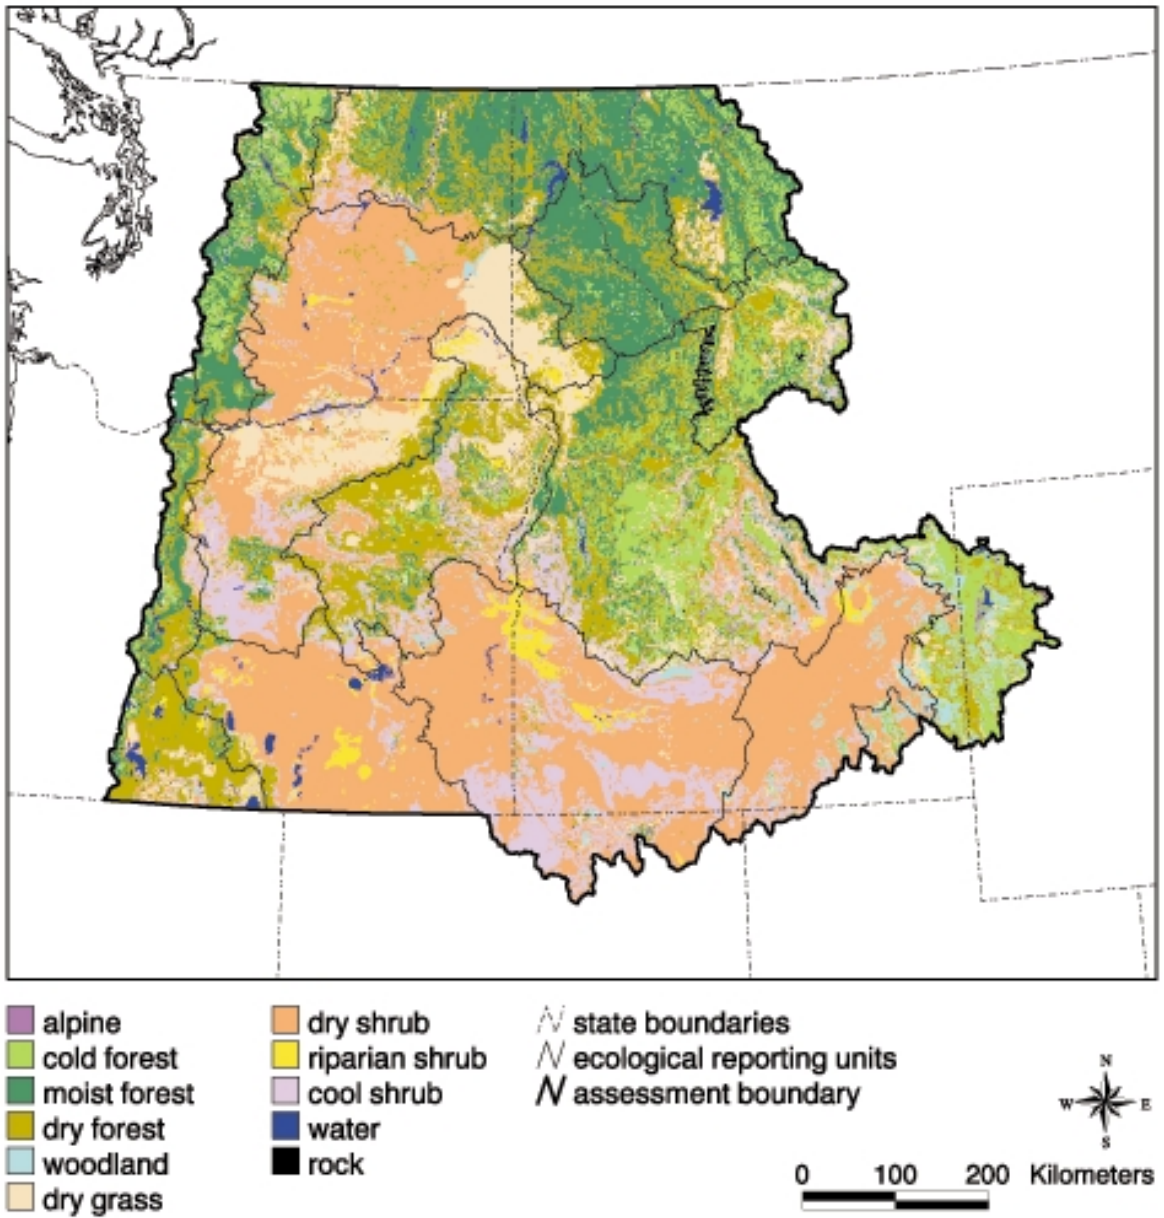 alpine
cold forest
moist forest
dry forest
woodland
dry grass
dry shrub
riparian shrub
cool shrub
water
rock
state boundaries
ecological reporting units
assessment boundary
N
W E
S
0 100 200 Kilometers